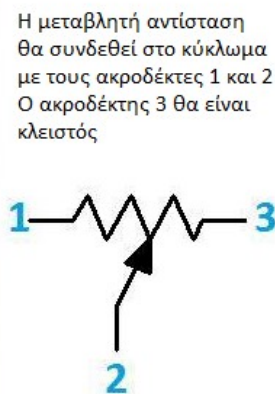 Η μεταβλητή αντίσταση
θα συνδεθεί στο κύκλωμα
με τους ακροδέκτες 1 και 2
Ο ακροδέκτης 3 θα είναι
κλειστός
1 3
2